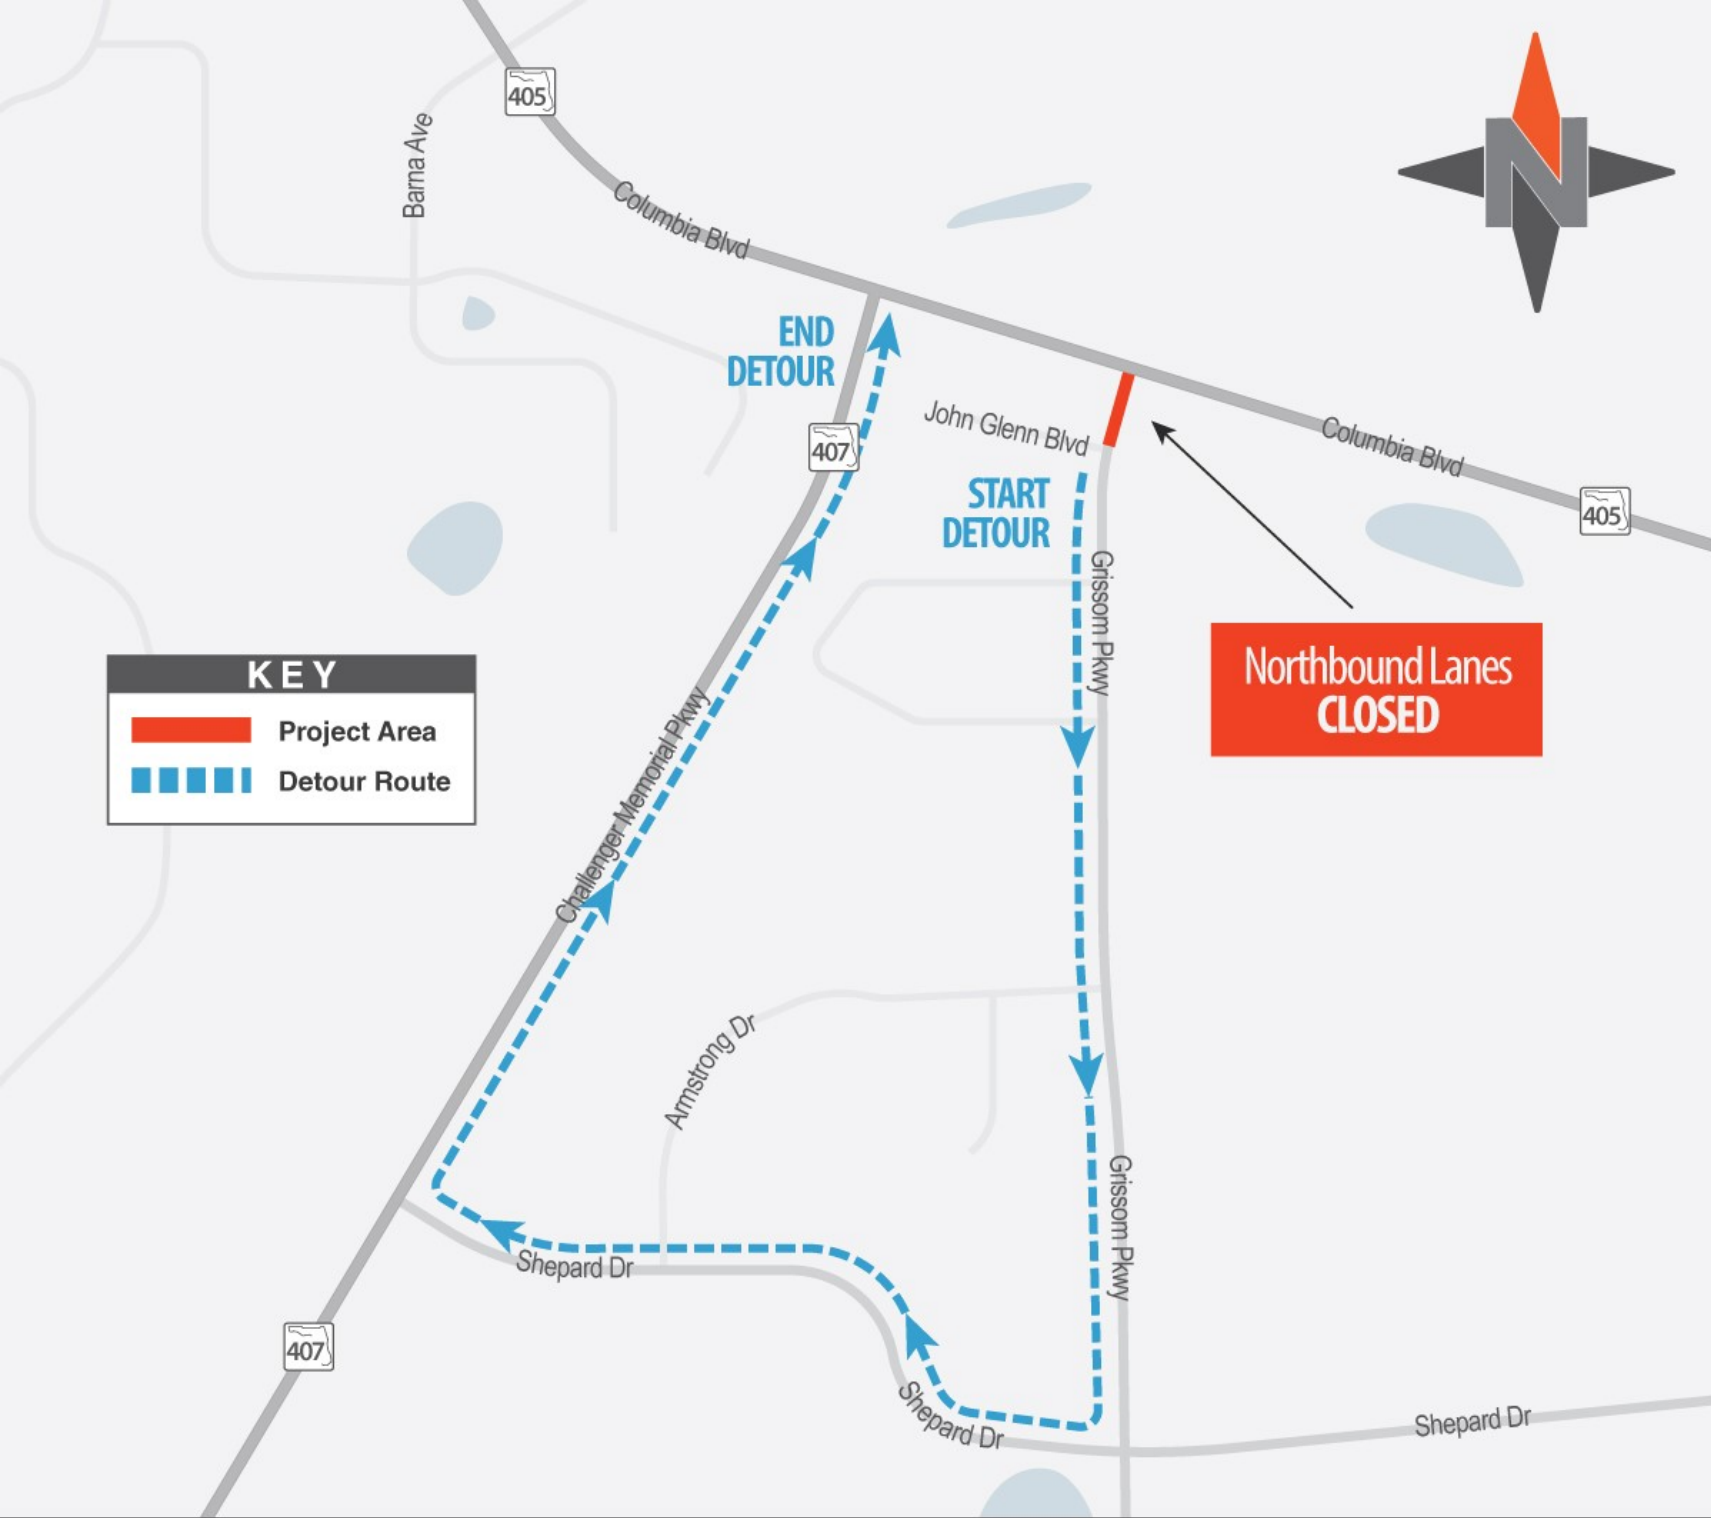 405
Barna Ave
Columbia Blvd
N
END
DETOUR
John Glenn Blvd
407
Columbia Blvd
START
DETOUR
405
Grissom Pkwy
Northbound Lanes
CLOSED
KEY
Project Area
Detour Route
Challenger Memorial Pkwy
Armstrong Dr
Grissom Pkwy
Shepard Dr
407
Shepard Dr
Shepard Dr